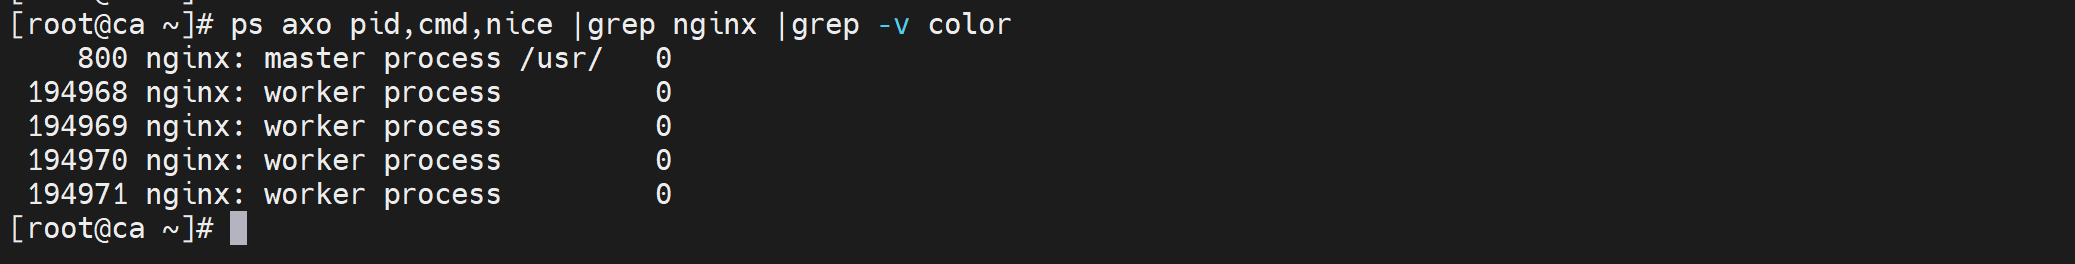 [root@ca ~]# ps axo pid,cmd,nice |grep nginx |grep -v color
    800 nginx: master process /usr/   0
 194968 nginx: worker process         0
 194969 nginx: worker process         0
 194970 nginx: worker process         0
 194971 nginx: worker process         0
[root@ca ~]#